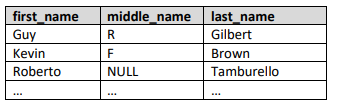 first_name middle_name last_name
Guy R Gilbert
Kevin F Brown
Roberto NULL Tamburello
... ... ...